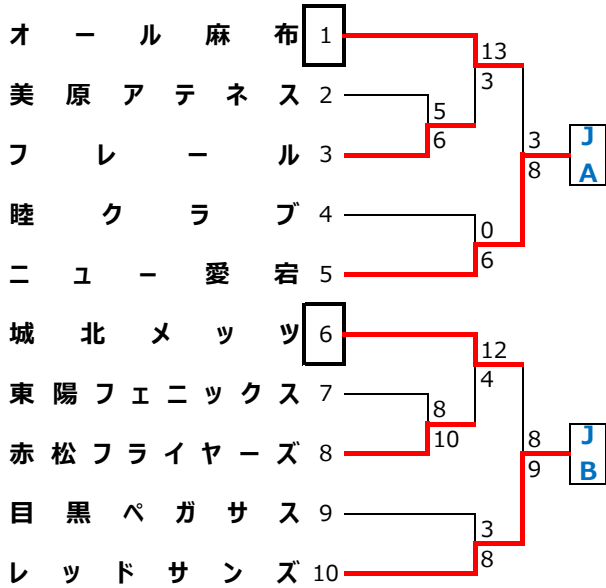 オール麻布 1
13
3
美原アテネス 2
5
6
フレール 3
3
8
J
A
睦クラブ 4
0
6
ニュー愛宕 5
城北メッツ 6
12
4
東陽フェニックス 7
8
10
赤松フライヤーズ 8
8
9
J
B
目黒ペガサス 9
3
8
レッドサンズ 10